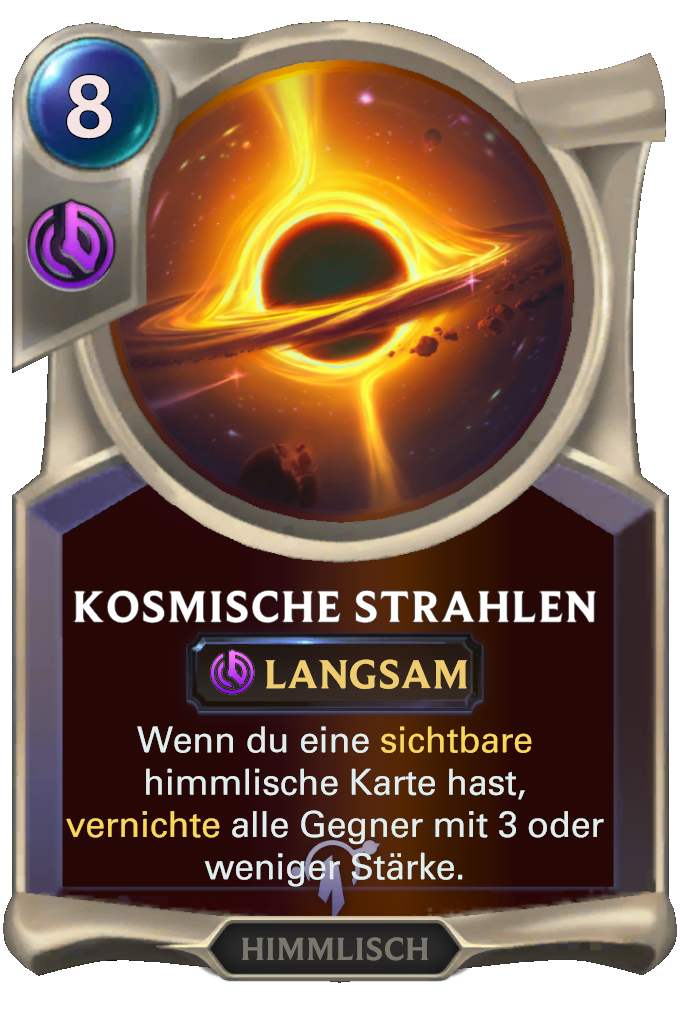 8
KOSMISCHE STRAHLEN
LANGSAM
Wenn du eine sichtbare
himmlische Karte hast,
vernichte alle Gegner mit 3 oder
weniger Stärke.
HIMMLISCH